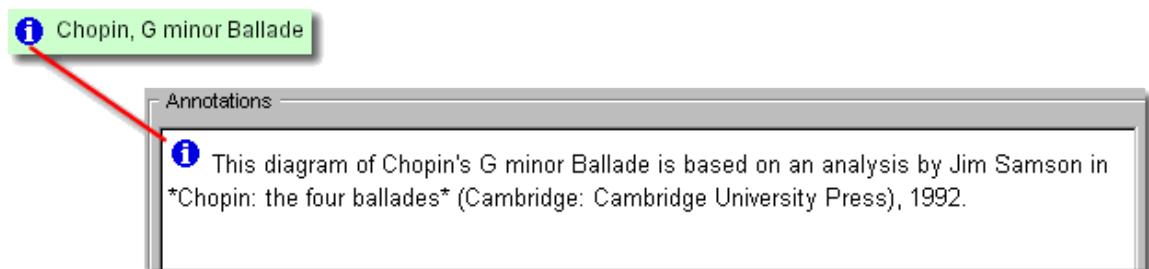 Chopin, G minor Ballade
Annotations
This diagram of Chopin's G minor Ballade is based on an analysis by Jim Samson in
*Chopin: the four ballades* (Cambridge: Cambridge University Press), 1992.